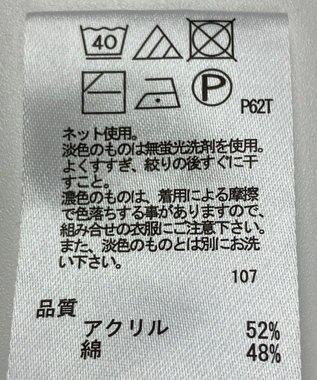 40
P
P62T
ネット使用。
淡色のものは無蛍光洗剤を使用。
よくすすぎ、絞りの後すぐに干
すこと。
濃色のものは、着用による摩擦
で色落ちする事がありますので、
組み合せの衣服にご注意下さい。
また、淡色のものとは別にお洗
い下さい。
107
品質
アクリル 52%
綿 48%